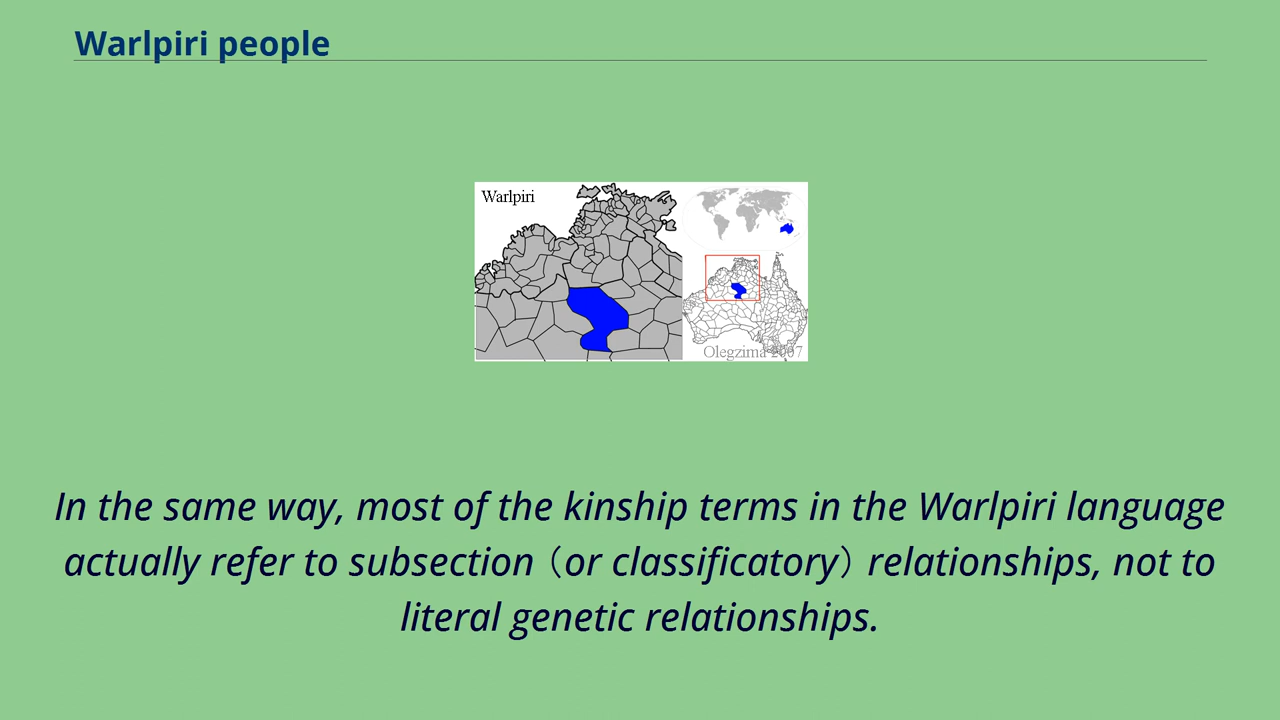 Warlpiri people
Warlpiri
Olegzima 2007
In the same way, most of the kinship terms in the Warlpiri language
actually refer to subsection（or classificatory）relationships, not to
literal genetic relationships.